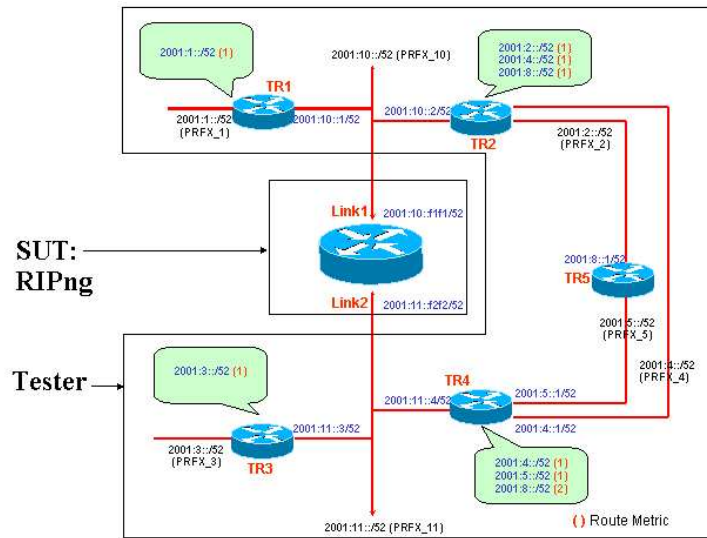 2001:1::/52 (1)
TR1
2001:1::/52
(PRFX_1)
2001:10::1/52
2001:10::/52 (PRFX_10)
2001:2::/52 (1)
2001:4::/52 (1)
2001:8::/52 (1)
2001:10::2/52
TR2
2001:2::/52
(PRFX_2)
Link1
2001:10::f1f1/52
SUT:
RIPng
Link2
2001:11::f2f2/52
2001:8::1/52
TR5
2001:5::/52
(PRFX_5)
2001:4::/52
(PRFX_4)
Tester
2001:3::/52 (1)
2001:3::/52
(PRFX_3)
TR3
2001:11::3/52
TR4
2001:11::4/52
2001:5::1/52
2001:4::1/52
2001:4::/52 (1)
2001:5::/52 (1)
2001:8::/52 (2)
2001:11::/52 (PRFX_11)
( ) Route Metric